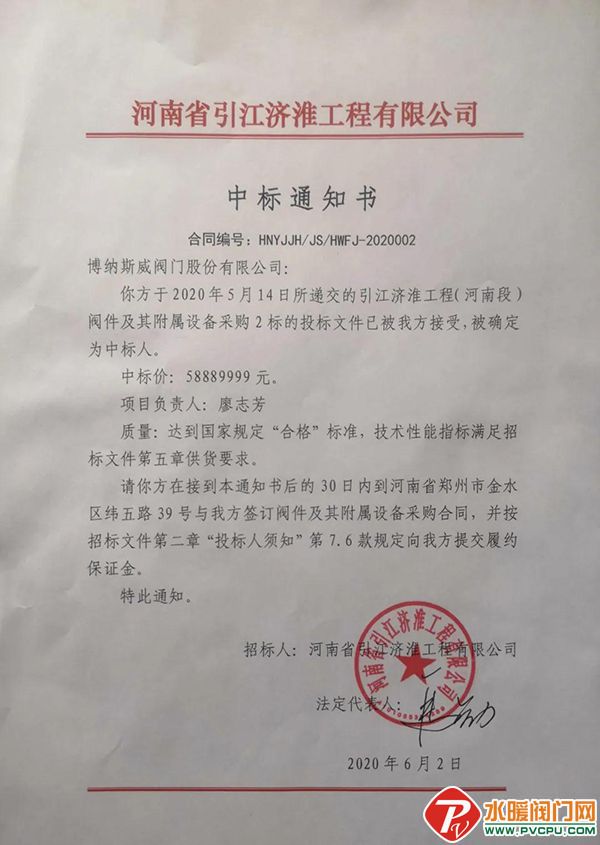 河南省引江济淮工程有限公司
中标通知书
合同编号：HNYJJH/JS/HWFJ-2020002
博纳斯威阀门股份有限公司：
你方于2020年5月14日所递交的引江济淮工程(河南段)
阀件及其附属设备采购2标的投标文件已被我方接受，被确定
为中标人。
中标价：58889999元。
项目负责人：廖志芳
质量：达到国家规定“合格”标准，技术性能指标满足招
标文件第五章供货要求。
请你方在接到本通知书后的30日内到河南省郑州市金水
区纬五路39号与我方签订阀件及其附属设备采购合同，并按
招标文件第二章“投标人须知”第7.6款规定向我方提交履约
保证金。
特此通知。
招标人：河南省引江济淮工程有限公司
河南省引江济淮工程有限公司
法定代表人：
2020年6月2日
水暖阀门网
WWW.PVCPU.COM